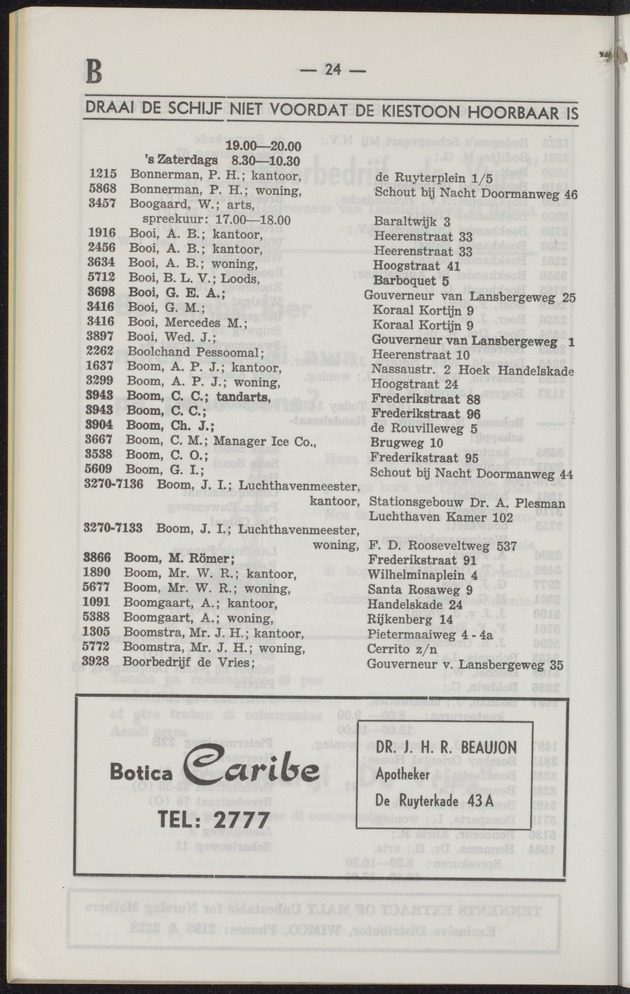 B
— 24 —
DRAAI DE SCHIJF NIET VOORDAT DE KIESTOON HOORBAAR IS
19.00—20.00
's Zaterdags 8.30—10.30
1215 Bonnerman, P. H.; kantoor, de Ruyterplein 1/5
5868 Bonnerman, P. H.; woning, Schout bij Nacht Doormanweg 46
3457 Boogaard, W.; arts,
spreekuur: 17.00—18.00 Baraltwijk 3
1916 Booi, A. B.; kantoor, Heerenstraat 33
2456 Booi, A. B.; kantoor, Heerenstraat 33
3634 Booi, A. B.; woning, Hoogstraat 41
5712 Booi, B. L. V.; Loods, Barboquet 5
3698 Booi, G. E. A.; Gouverneur van Lansbergeweg 25
3416 Booi, G. M.; Koraal Kortijn 9
3416 Booi, Mercedes M.; Koraal Kortijn 9
3897 Booi, Wed. J.; Gouverneur van Lansbergeweg 1
2262 Boolchand Pessoomal; Heerenstraat 10
1637 Boom, A. P. J.; kantoor, Nassaustr. 2 Hoek Handelskade
3299 Boom, A. P. J.; woning, Hoogstraat 24
3943 Boom, C. C.; tandarts, Frederikstraat 88
3943 Boom, C. C.; Frederikstraat 96
3904 Boom, Ch. J.; de Rouvilleweg 5
3667 Boom, C. M.; Manager Ice Co., Brugweg 10
3538 Boom, C. O.; Frederikstraat 95
5609 Boom, G. I.; Schout bij Nacht Doormanweg 44
3270-7136 Boom, J. I.; Luchthavenmeester,
kantoor, Stationsgebouw Dr. A. Plesman
Luchthaven Kamer 102
3270-7133 Boom, J. I.; Luchthavenmeester,
woning, F. D. Rooseveltweg 537
3866 Boom, M. Römer; Frederikstraat 91
1890 Boom, Mr. W. R.; kantoor, Wilhelminaplein 4
5677 Boom, Mr. W. R.; woning, Santa Rosaweg 9
1091 Boomgaart, A.; kantoor, Handelskade 24
5388 Boomgaart, A.; woning, Rijkenberg 14
1305 Boomstra, Mr. J. H.; kantoor, Pietermaaiweg 4 - 4a
5772 Boomstra, Mr. J. H.; woning, Cerrito z/n
3928 Boorbedrijf de Vries; Gouverneur v. Lansbergeweg 35
Botica Caribe
TEL: 2777
DR. J. H. R. BEAUJON
Apotheker
De Ruyterkade 43 A